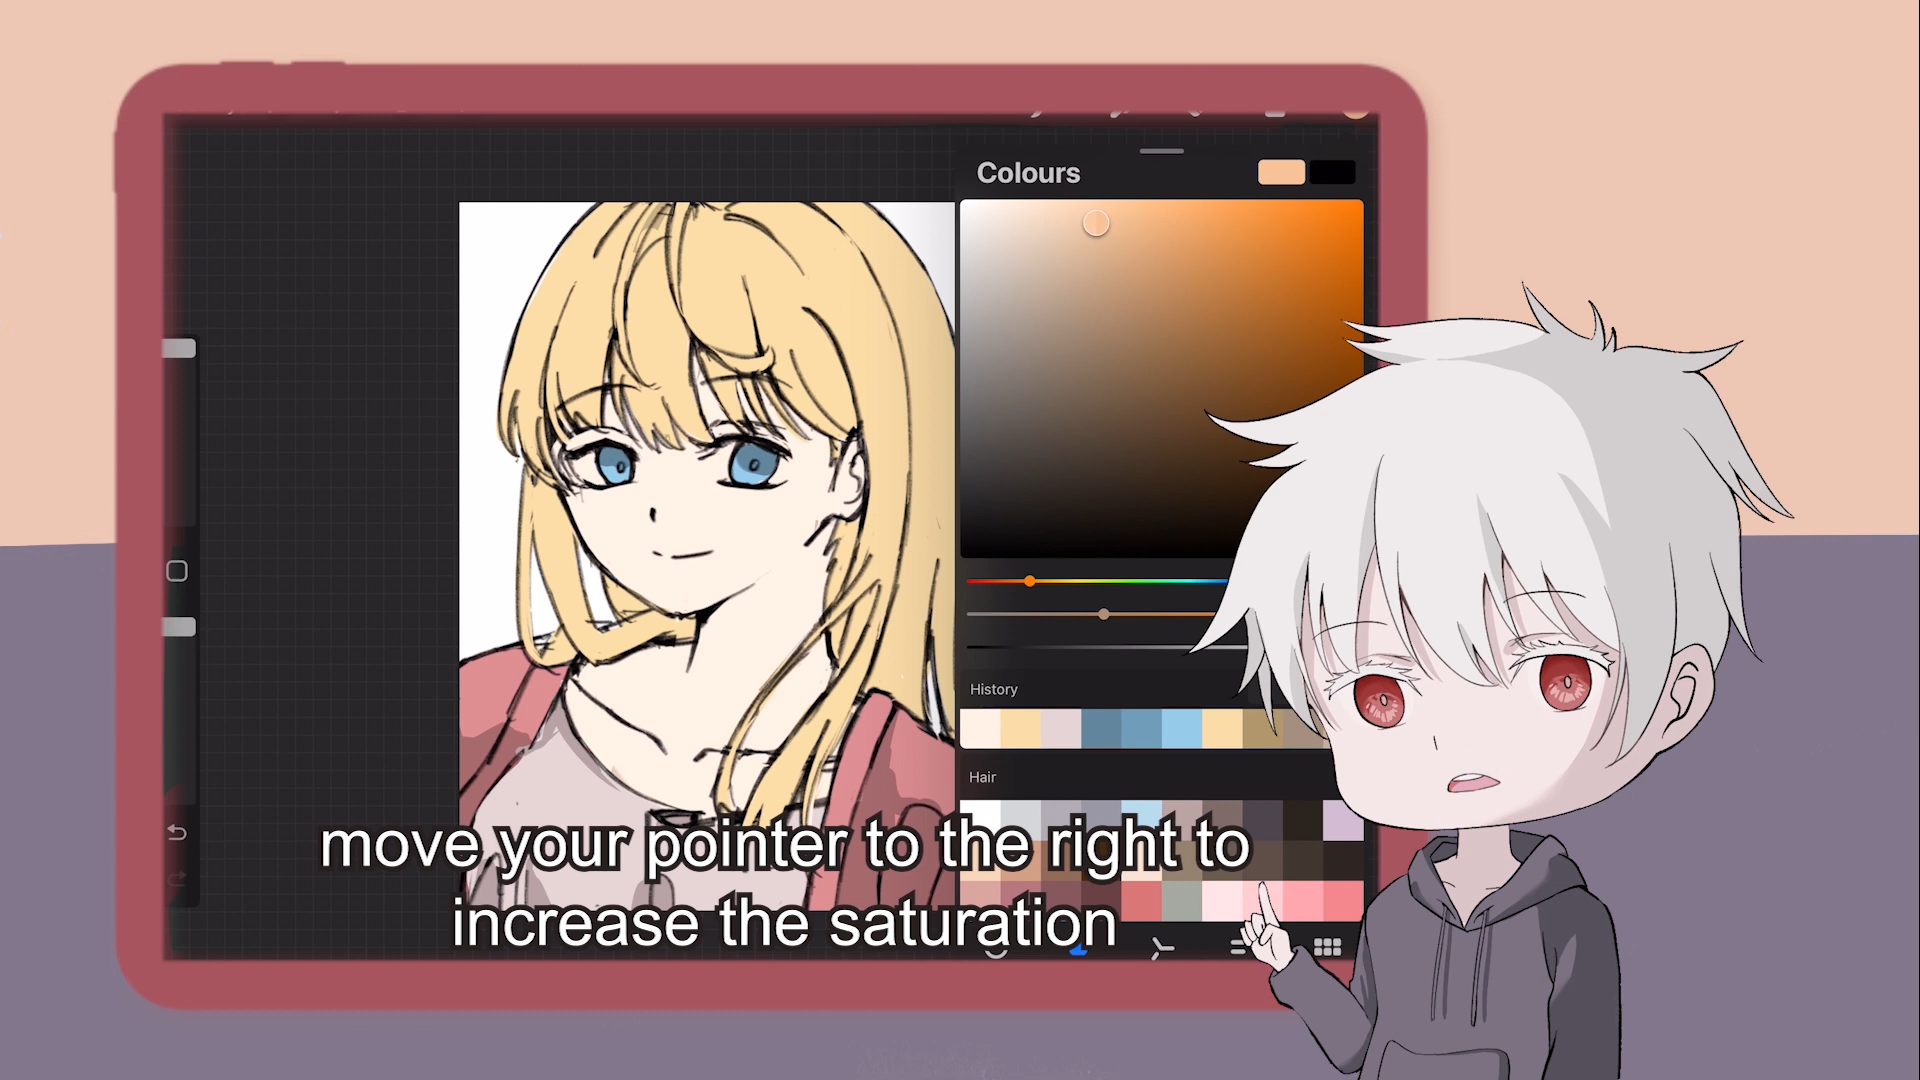 Colours
History
Hair
move your pointer to the right to
increase the saturation